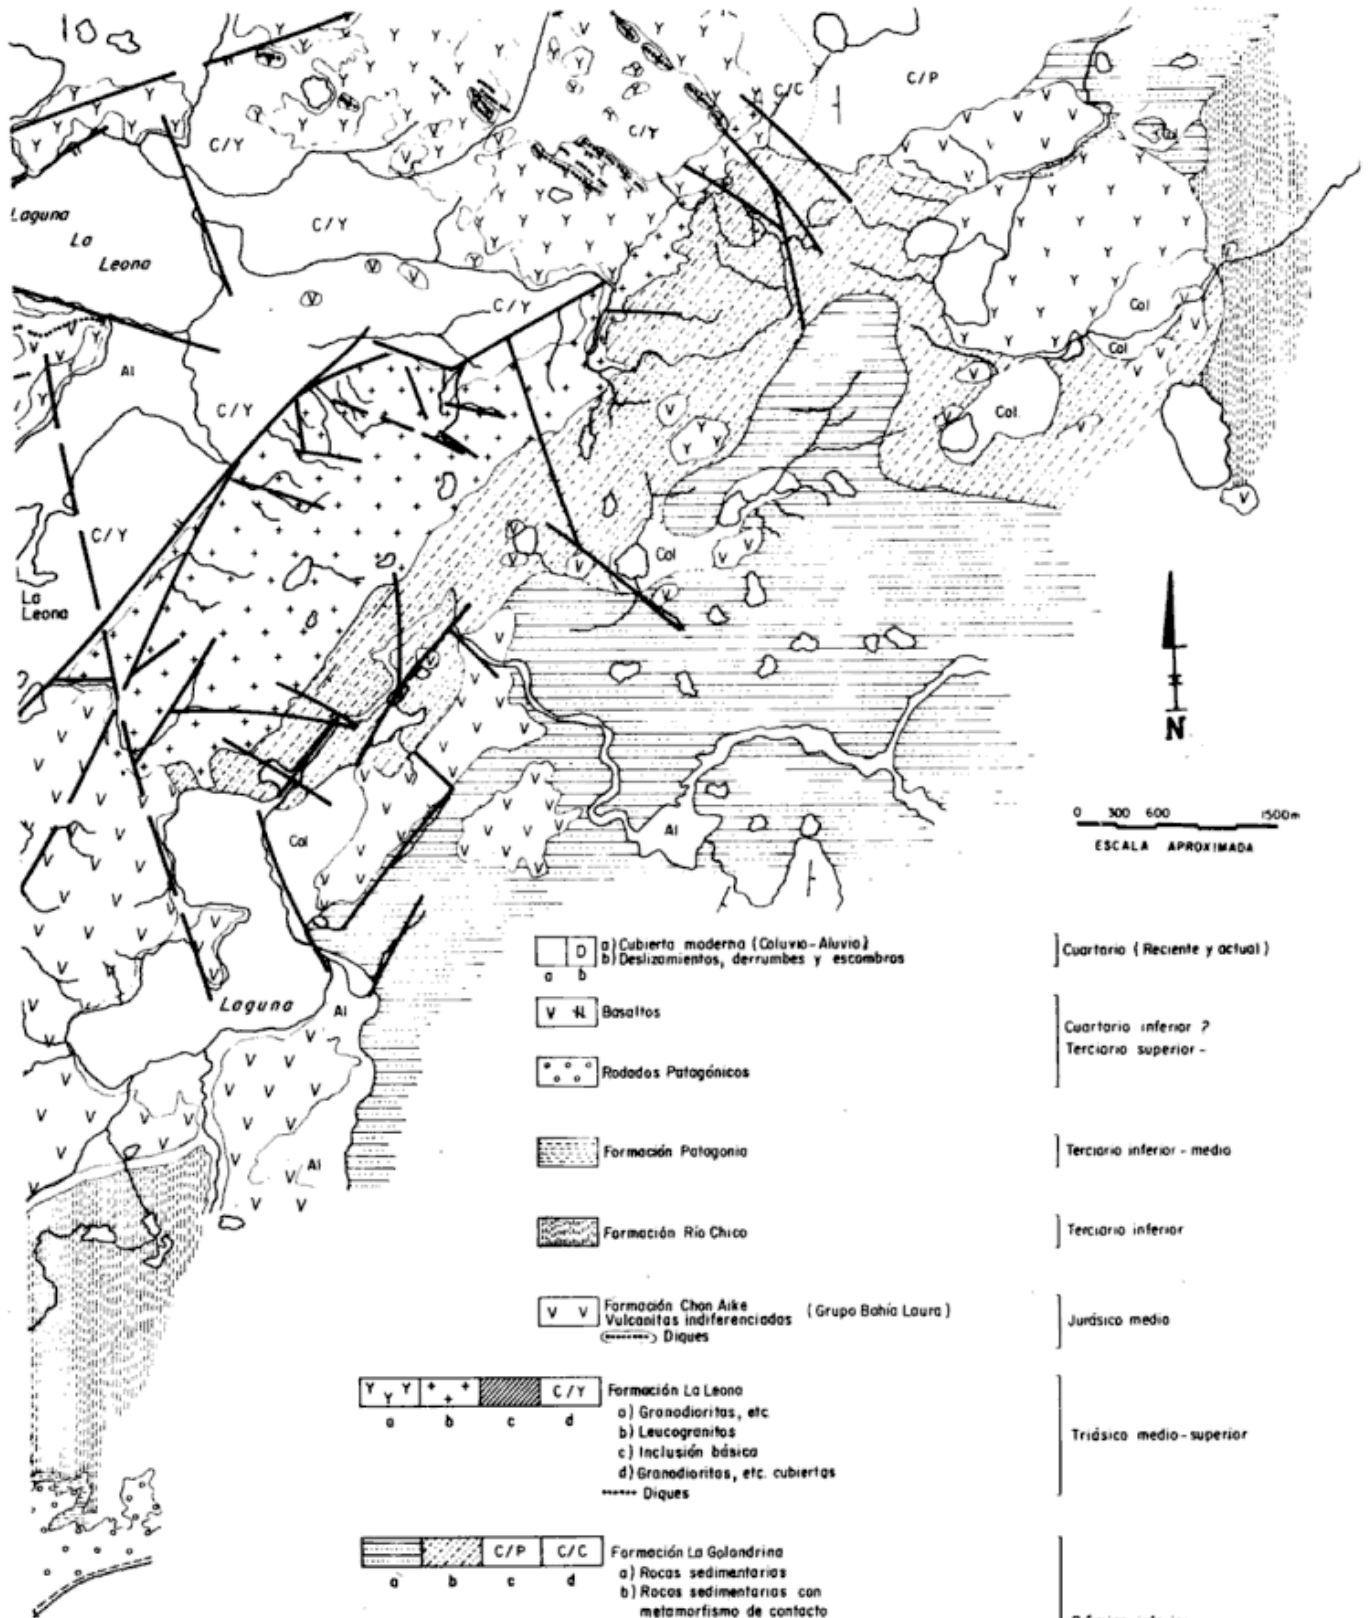 C/P
C/C
C/Y
C/Y
C/Y
Laguna
La
Leona
C/Y
Col
Col
Al
C/Y
Col
C/Y
Col
La
Leona
N
0 300 600 1500m
ESCALA APROXIMADA
Al
Col
Laguna
Al
Al
D
a) Cubierta moderna (Coluvio-Aluvio)
b) Deslizamientos, derrumbes y escombros
a b
Cuartario (Reciente y actual)
Basaltos
Cuartario inferior ?
Terciario superior -
Rodados Patagónicos
Formación Patagonia
Terciario inferior - medio
Formación Río Chico
Terciario inferior
V V
Formación Chon Aike (Grupo Bahía Laura)
Vulcanitas indiferenciadas
Diques
Jurásico medio
Y Y Y + + + C/Y
a b c d
Formación La Leona
a) Granodioritas, etc.
b) Leucogranitos
c) Inclusión básica
d) Granodioritas, etc. cubiertas
Diques
Triásico medio-superior
C/P C/C
a b c d
Formación La Golondrina
a) Rocas sedimentarias
b) Rocas sedimentarias con
metamorfismo de contacto